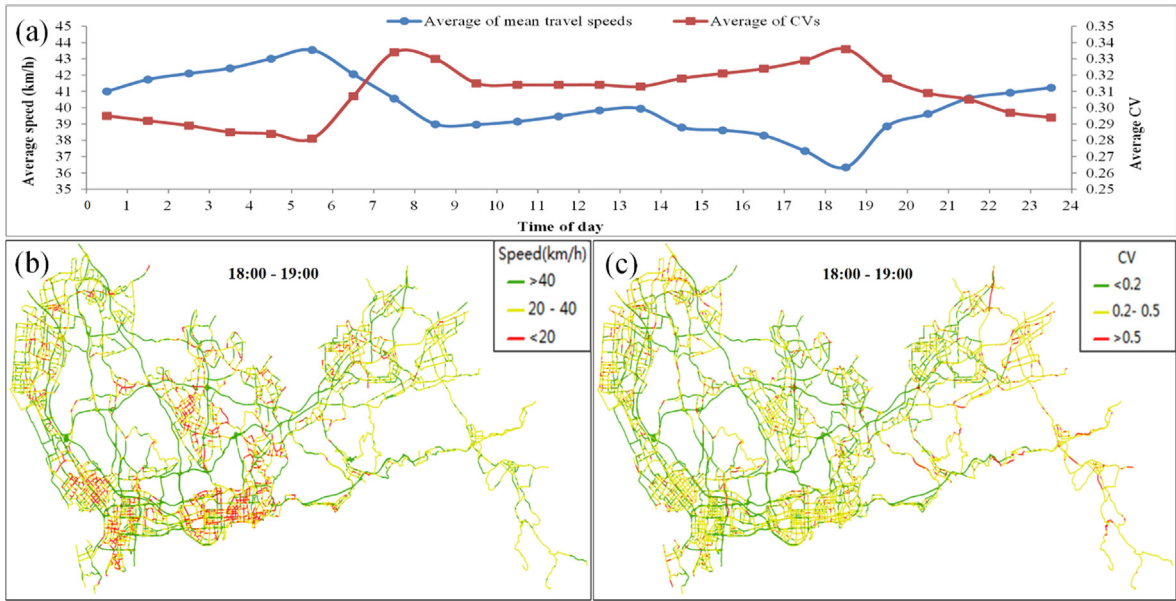 (a)
Average of mean travel speeds
Average of CVs
Average speed (km/h)
45
44
43
42
41
40
39
38
37
36
35
0.35
0.34
0.33
0.32
0.31
0.30
0.29
0.28
0.27
0.26
0.25
Average CV
0 1 2 3 4 5 6 7 8 9 10 11 12 13 14 15 16 17 18 19 20 21 22 23 24
Time of day
(b)
18:00 - 19:00
Speed(km/h)
>40
20 - 40
<20
(c)
18:00 - 19:00
CV
<0.2
0.2- 0.5
>0.5